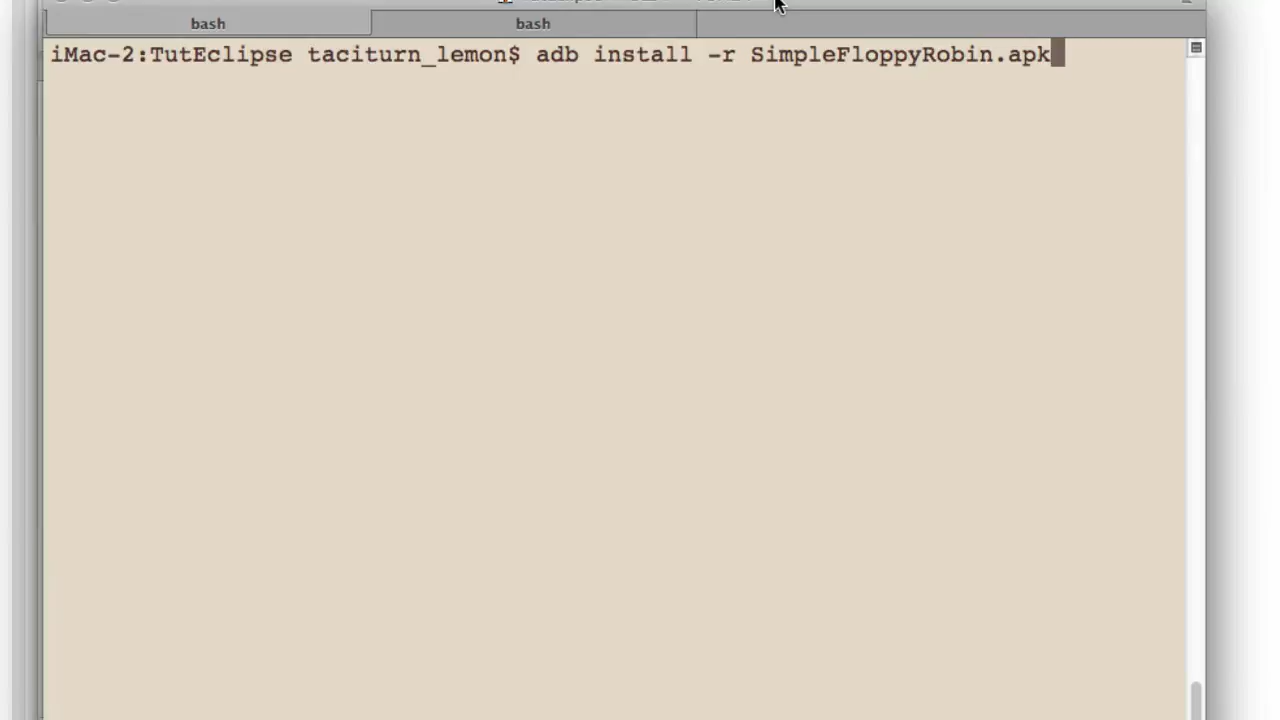 bash bash
iMac-2:TutEclipse taciturn_lemon$ adb install -r SimpleFloppyRobin.apk